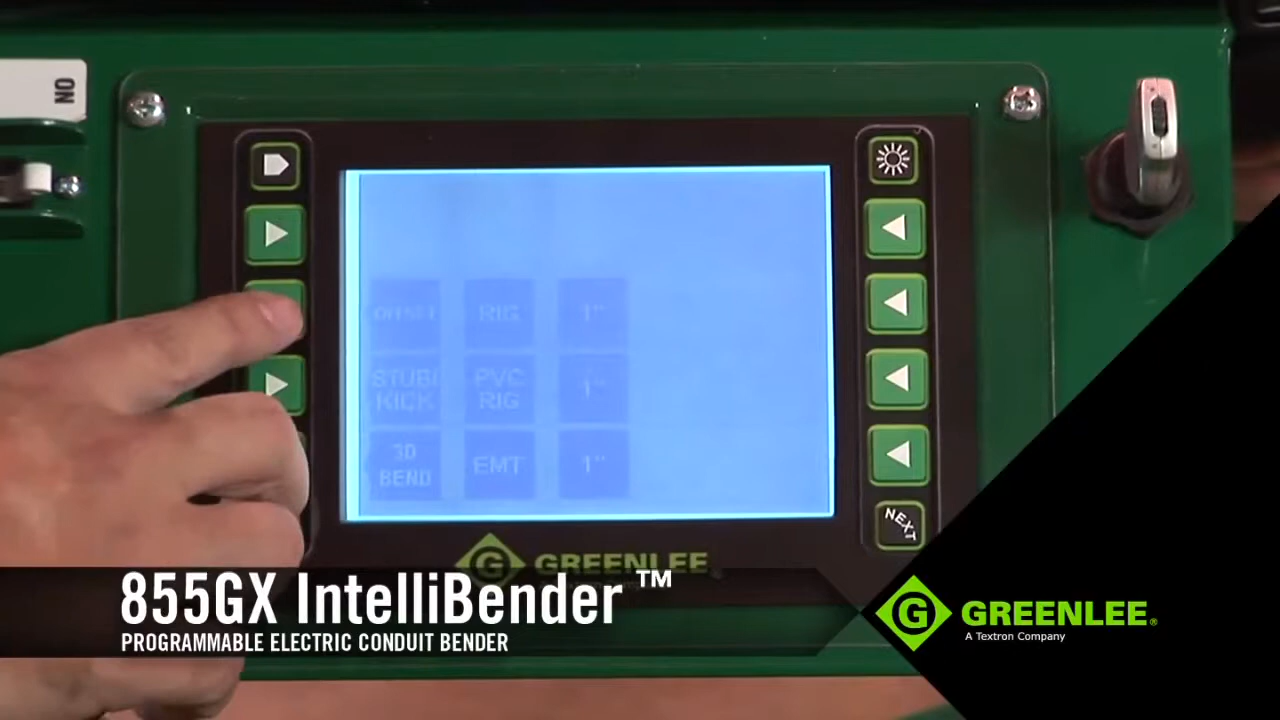 ON
OFFSET RIG 1"
STUB/ PVC 1"
KICK RIG
3D EMT 1"
BEND
NEXT
G GREENLEE
855GX IntelliBender™
PROGRAMMABLE ELECTRIC CONDUIT BENDER
G GREENLEE®
A Textron Company